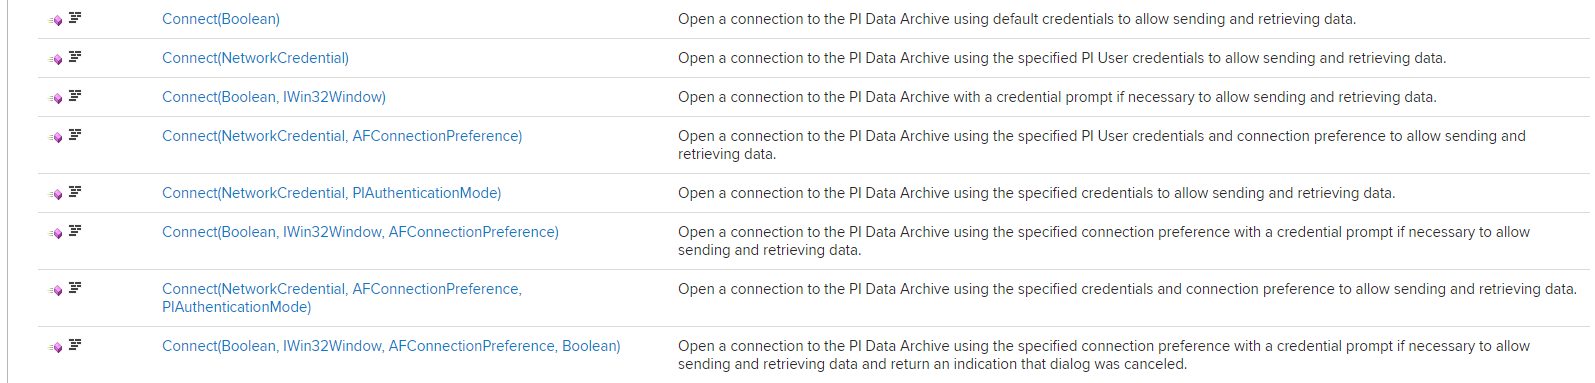 Connect(Boolean)
Open a connection to the PI Data Archive using default credentials to allow sending and retrieving data.
Connect(NetworkCredential)
Open a connection to the PI Data Archive using the specified PI User credentials to allow sending and retrieving data.
Connect(Boolean, IWin32Window)
Open a connection to the PI Data Archive with a credential prompt if necessary to allow sending and retrieving data.
Connect(NetworkCredential, AFConnectionPreference)
Open a connection to the PI Data Archive using the specified PI User credentials and connection preference to allow sending and
retrieving data.
Connect(NetworkCredential, PIAuthenticationMode)
Open a connection to the PI Data Archive using the specified credentials to allow sending and retrieving data.
Connect(Boolean, IWin32Window, AFConnectionPreference)
Open a connection to the PI Data Archive using the specified connection preference with a credential prompt if necessary to allow
sending and retrieving data.
Connect(NetworkCredential, AFConnectionPreference,
PIAuthenticationMode)
Open a connection to the PI Data Archive using the specified credentials and connection preference to allow sending and retrieving data.
Connect(Boolean, IWin32Window, AFConnectionPreference, Boolean)
Open a connection to the PI Data Archive using the specified connection preference with a credential prompt if necessary to allow
sending and retrieving data and return an indication that dialog was canceled.